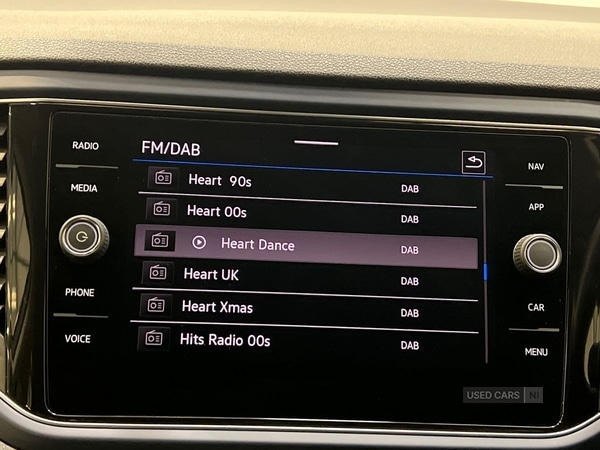 RADIO
MEDIA
PHONE
VOICE
FM/DAB
Heart 90s DAB
Heart 00s DAB
Heart Dance DAB
Heart UK DAB
Heart Xmas DAB
Hits Radio 00s DAB
NAV
APP
CAR
MENU
USED CARS NI